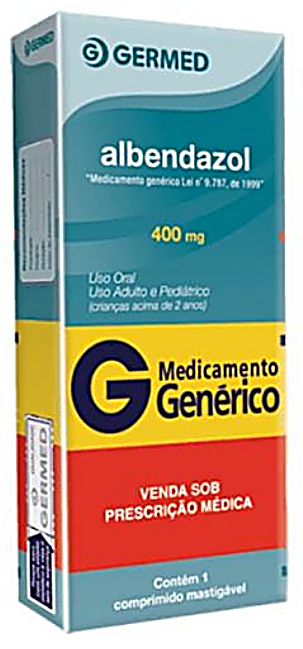 GERMED
albendazol
"Medicamento genérico Lei nº 9.787, de 1999"
400 mg
Uso Oral
Uso Adulto e Pediátrico
(crianças acima de 2 anos)
G Medicamento
Genérico
VENDA SOB
PRESCRIÇÃO MÉDICA
Contém 1
comprimido mastigável
GERMED